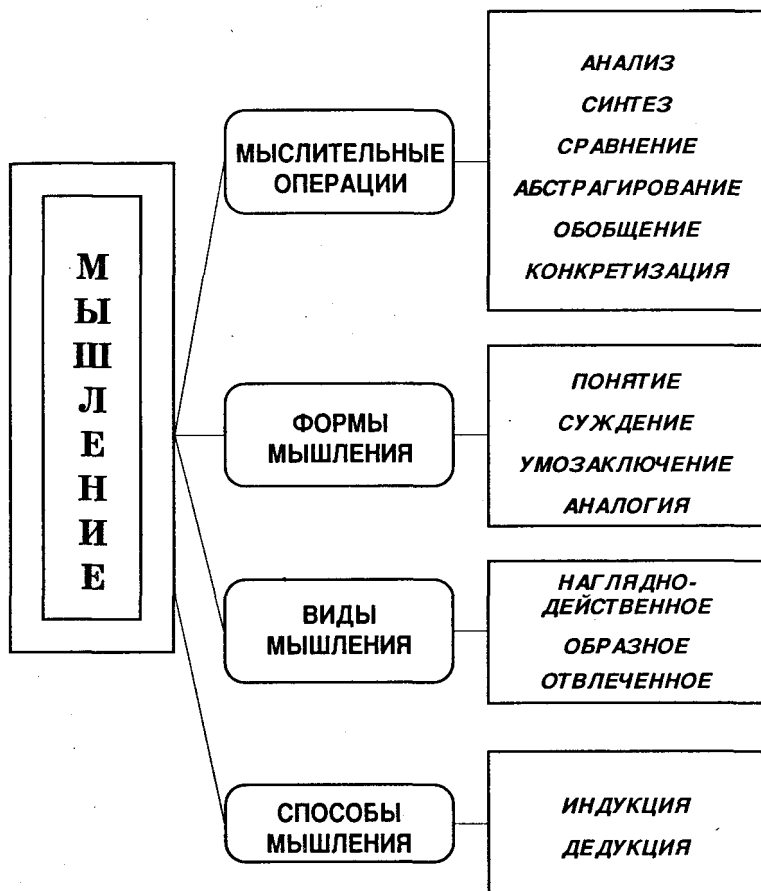 МЫШЛЕНИЕ
МЫСЛИТЕЛЬНЫЕ
ОПЕРАЦИИ
АНАЛИЗ
СИНТЕЗ
СРАВНЕНИЕ
АБСТРАГИРОВАНИЕ
ОБОБЩЕНИЕ
КОНКРЕТИЗАЦИЯ
ФОРМЫ
МЫШЛЕНИЯ
ПОНЯТИЕ
СУЖДЕНИЕ
УМОЗАКЛЮЧЕНИЕ
АНАЛОГИЯ
ВИДЫ
МЫШЛЕНИЯ
НАГЛЯДНО-
ДЕЙСТВЕННОЕ
ОБРАЗНОЕ
ОТВЛЕЧЕННОЕ
СПОСОБЫ
МЫШЛЕНИЯ
ИНДУКЦИЯ
ДЕДУКЦИЯ